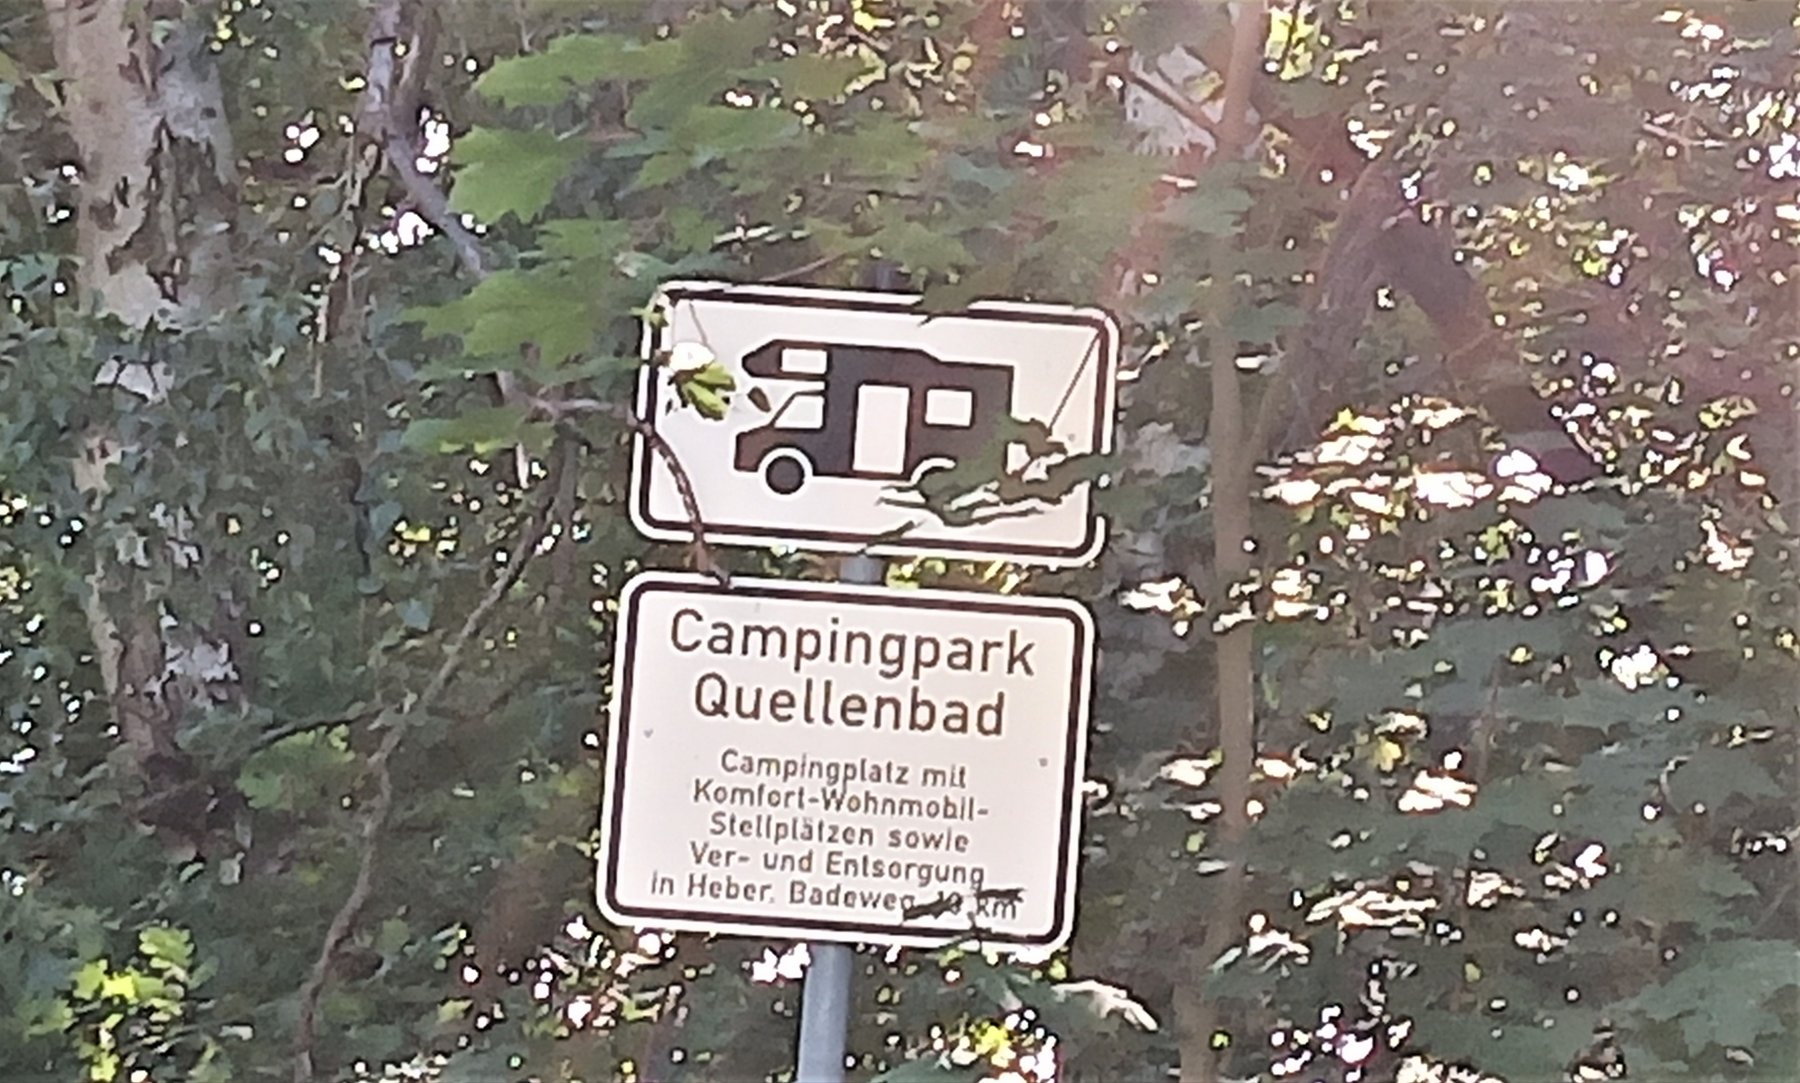 Campingpark
Quellenbad
Campingplatz mit
Komfort-Wohnmobil-
Stellplätzen sowie
Ver- und Entsorgung
in Heber, Badeweg km